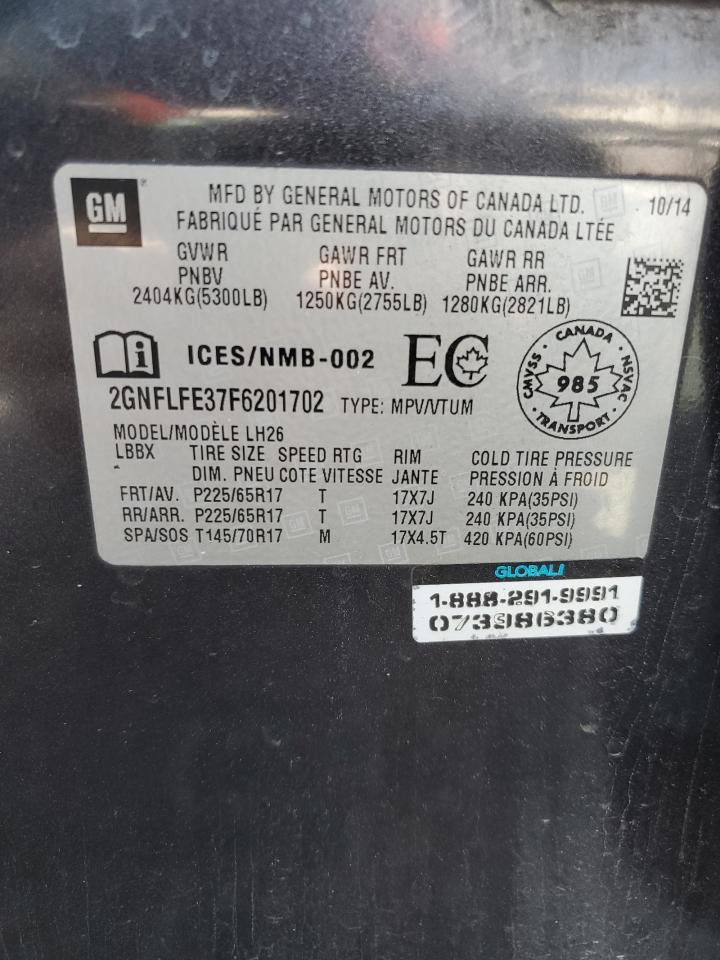 GM
MFD BY GENERAL MOTORS OF CANADA LTD. 10/14
FABRIQUÉ PAR GENERAL MOTORS DU CANADA LTÉE
GVWR GAWR FRT GAWR RR
PNBV PNBE AV. PNBE ARR.
2404KG(5300LB) 1250KG(2755LB) 1280KG(2821LB)
i ICES/NMB-002 EC
CANADA
CMVSS 985 NSVAC
TRANSPORT
2GNFLFE37F6201702 TYPE: MPV/VTUM
MODEL/MODÈLE LH26
LBBX TIRE SIZE SPEED RTG RIM COLD TIRE PRESSURE
DIM. PNEU COTE VITESSE JANTE PRESSION À FROID
FRT/AV. P225/65R17 T 17X7J 240 KPA(35PSI)
RR/ARR. P225/65R17 T 17X7J 240 KPA(35PSI)
SPA/SOS T145/70R17 M 17X4.5T 420 KPA(60PSI)
GLOBALI
1-888-291-9991
073986380